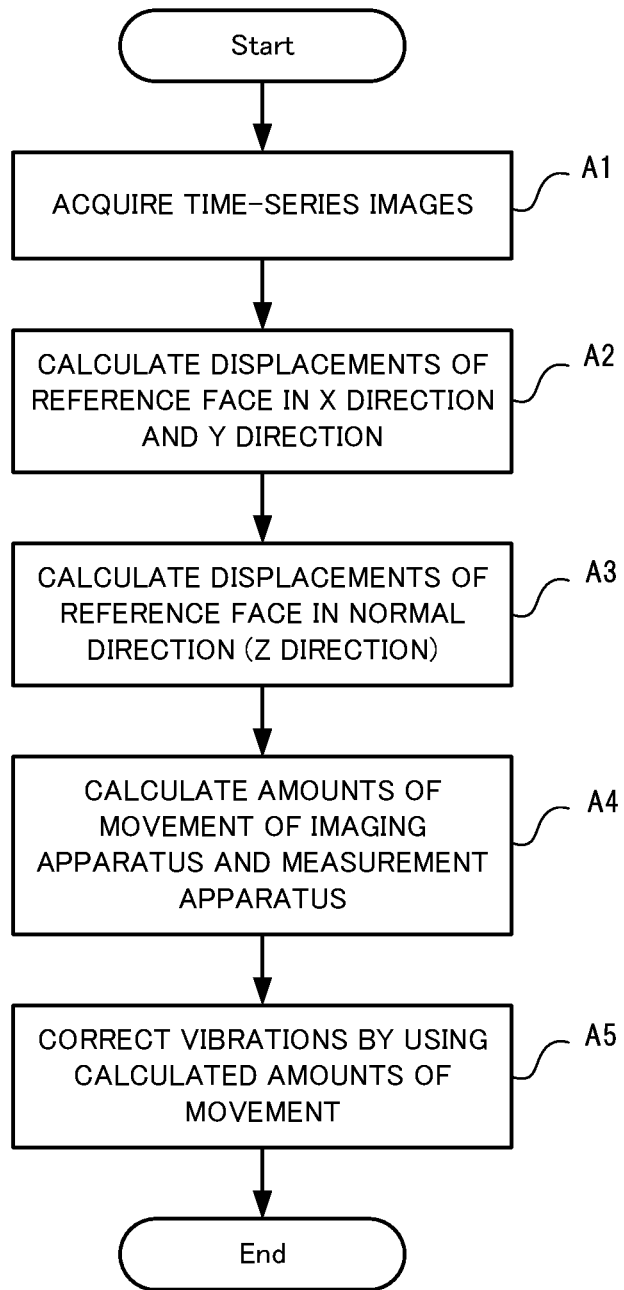 Start
ACQUIRE TIME-SERIES IMAGES
A1
CALCULATE DISPLACEMENTS OF
REFERENCE FACE IN X DIRECTION
AND Y DIRECTION
A2
CALCULATE DISPLACEMENTS OF
REFERENCE FACE IN NORMAL
DIRECTION (Z DIRECTION)
A3
CALCULATE AMOUNTS OF
MOVEMENT OF IMAGING
APPARATUS AND MEASUREMENT
APPARATUS
A4
CORRECT VIBRATIONS BY USING
CALCULATED AMOUNTS OF
MOVEMENT
A5
End